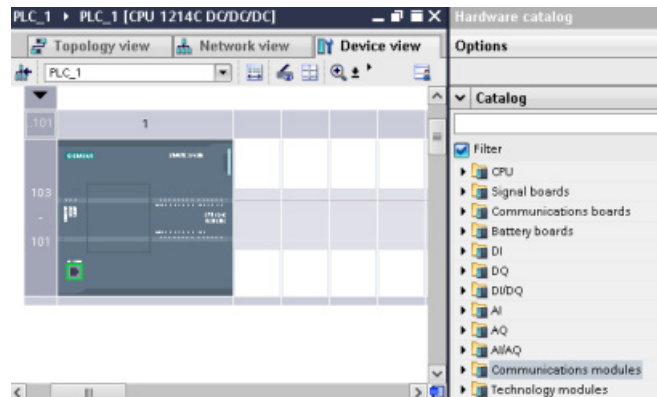 PLC_1 ▸ PLC_1 [CPU 1214C DC/DC/DC]
Topology view
Network view
Device view
PLC_1
101
1
103
-
101
SIEMENS
Hardware catalog
Options
Catalog
Filter
CPU
Signal boards
Communications boards
Battery boards
DI
DQ
DI/DQ
AI
AQ
AI/AQ
Communications modules
Technology modules